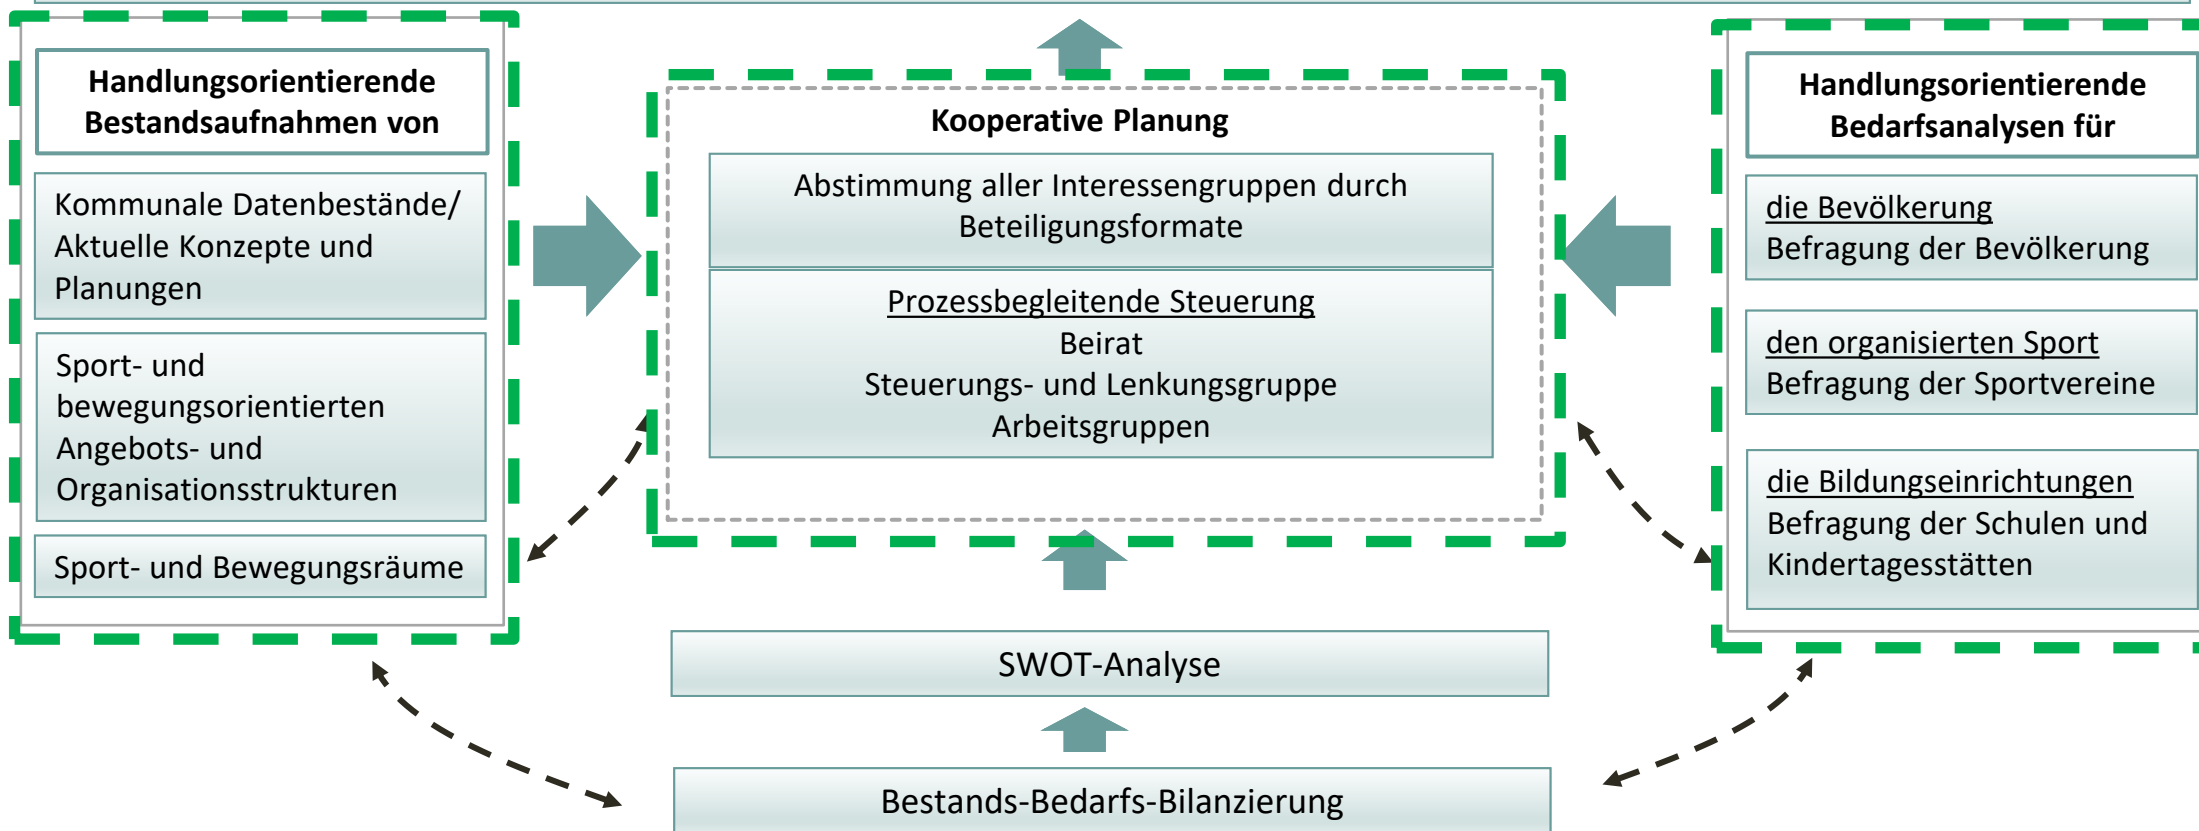 Handlungsorientierende
Bestandsaufnahmen von
Kommunale Datenbestände/
Aktuelle Konzepte und
Planungen
Sport- und
bewegungsorientierten
Angebots- und
Organisationsstrukturen
Sport- und Bewegungsräume
Kooperative Planung
Abstimmung aller Interessengruppen durch
Beteiligungsformate
Prozessbegleitende Steuerung
Beirat
Steuerungs- und Lenkungsgruppe
Arbeitsgruppen
SWOT-Analyse
Bestands-Bedarfs-Bilanzierung
Handlungsorientierende
Bedarfsanalysen für
die Bevölkerung
Befragung der Bevölkerung
den organisierten Sport
Befragung der Sportvereine
die Bildungseinrichtungen
Befragung der Schulen und
Kindertagesstätten